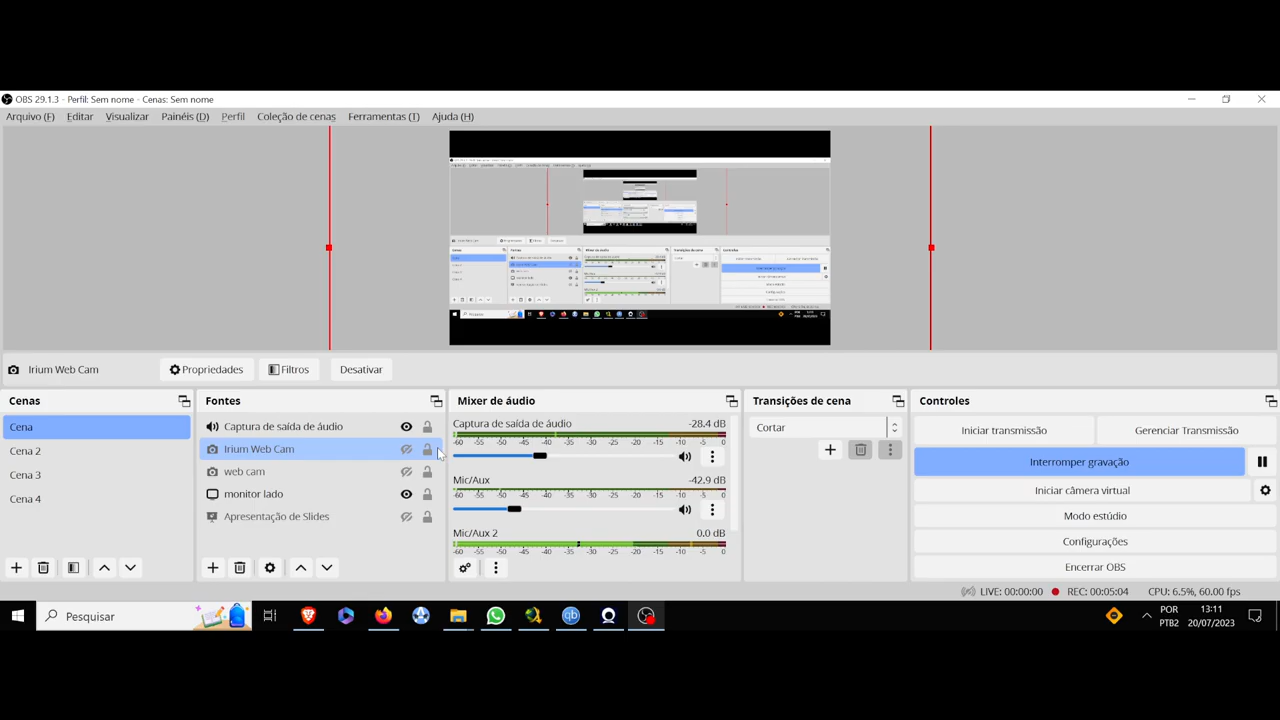 OBS 29.1.3 - Perfil: Sem nome - Cenas: Sem nome
Arquivo (F) Editar Visualizar Painéis (D) Perfil Coleção de cenas Ferramentas (T) Ajuda (H)
Irium Web Cam Propriedades Filtros Desativar
Cenas
Cena
Cena 2
Cena 3
Cena 4
Fontes
Captura de saída de áudio
Irium Web Cam
web cam
monitor lado
Apresentação de Slides
Mixer de áudio
Captura de saída de áudio -28.4 dB
-60 -55 -50 -45 -40 -35 -30 -25 -20 -15 -10 -5 0
Mic/Aux -42.9 dB
-60 -55 -50 -45 -40 -35 -30 -25 -20 -15 -10 -5 0
Mic/Aux 2 0.0 dB
-60 -55 -50 -45 -40 -35 -30 -25 -20 -15 -10 -5 0
Transições de cena
Cortar
Controles
Iniciar transmissão Gerenciar Transmissão
Interromper gravação
Iniciar câmera virtual
Modo estúdio
Configurações
Encerrar OBS
LIVE: 00:00:00 REC: 00:05:04 CPU: 6.5%, 60.00 fps
Pesquisar
qb
POR
PTB2
13:11
20/07/2023